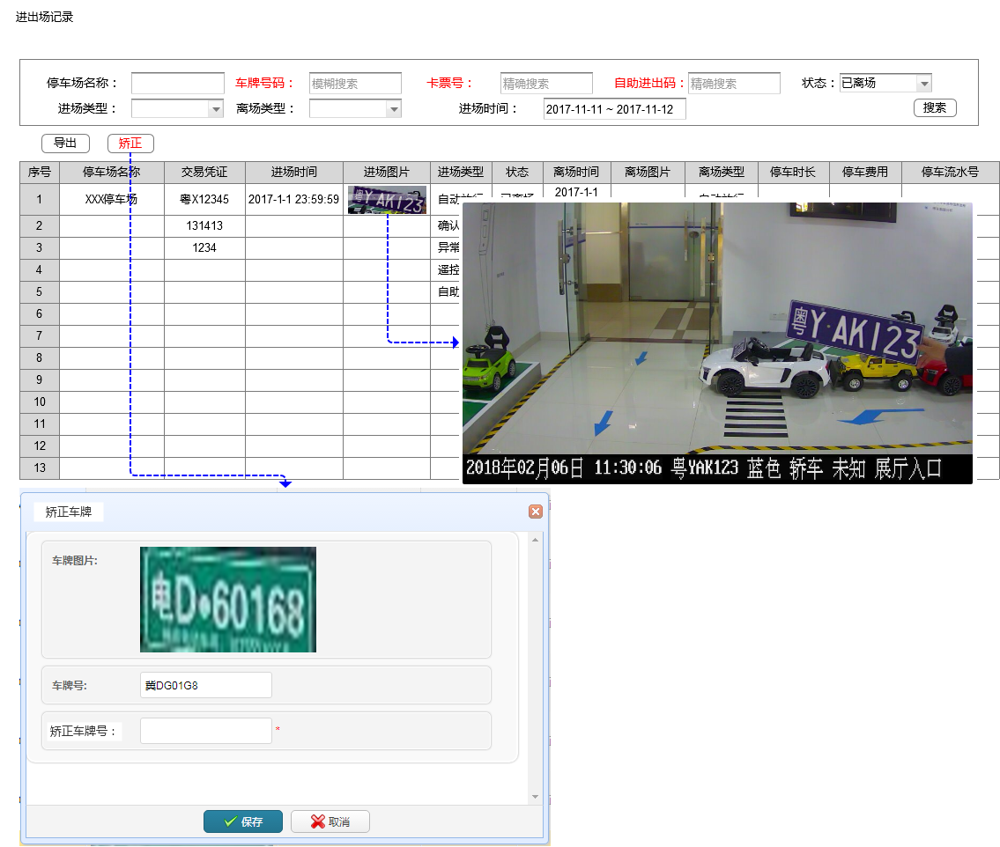 进出场记录
停车场名称： 车牌号码： 模糊搜索 卡票号： 精确搜索 自助进出码： 精确搜索 状态： 已离场
进场类型： 离场类型： 进场时间： 2017-11-11 ~ 2017-11-12 搜索
导出 矫正
序号 停车场名称 交易凭证 进场时间 进场图片 进场类型 状态 离场时间 离场图片 离场类型 停车时长 停车费用 停车流水号
1 XXX停车场 粤X12345 2017-1-1 23:59:59 粤Y·AK123 自动放行 已离场 2017-1-1 自动放行
2 131413 确认
3 1234 异常
4 遥控
5 自助
6
7
8
9
10
11
12
13
粤Y·AK123
2018年02月06日 11:30:06 粤YAK123 蓝色 轿车 未知 展厅入口
矫正车牌
车牌图片:
电D·60168
车牌号: 冀DG01G8
矫正车牌号： *
保存 取消